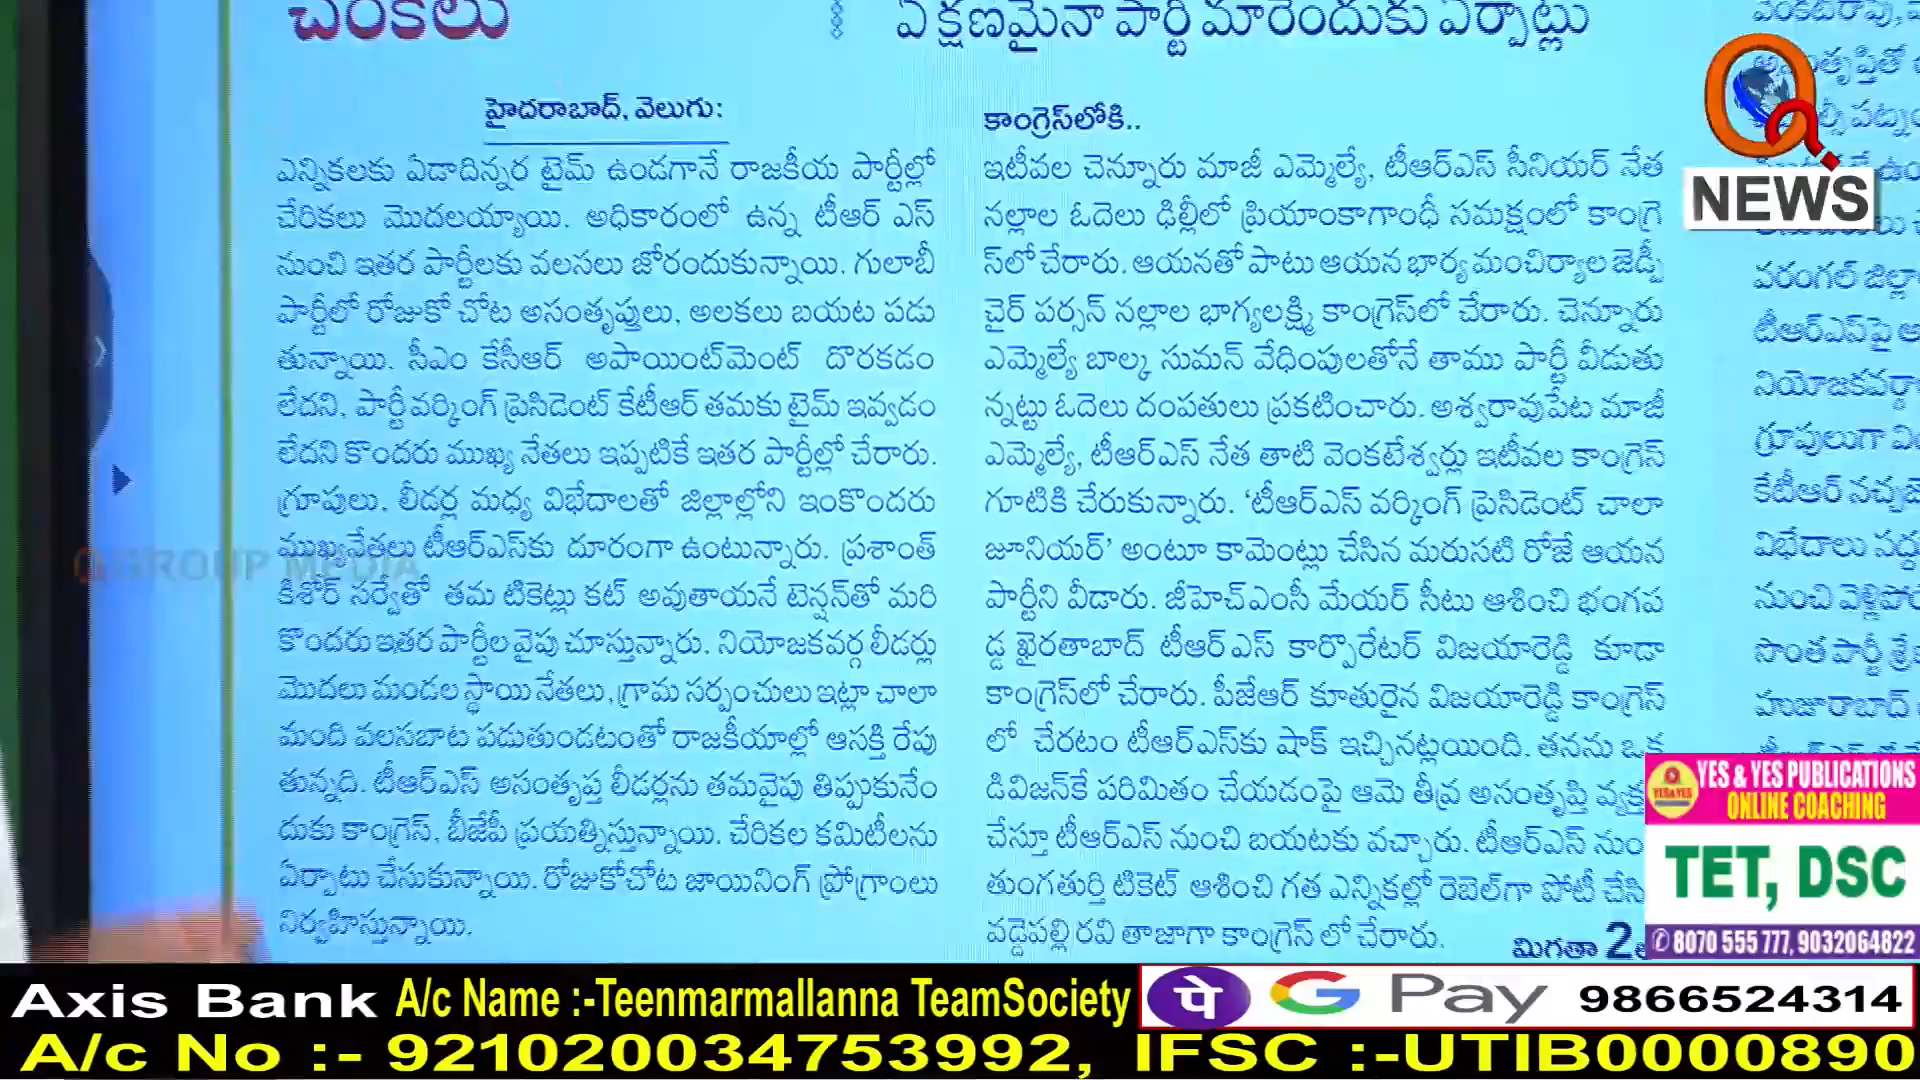 ఏ క్షణమైనా పార్టీ మారేందుకు ఏర్పాట్లు
హైదరాబాద్, వెలుగు:
ఎన్నికలకు ఏడాదిన్నర టైమ్ ఉండగానే రాజకీయ పార్టీల్లో
చేరికలు మొదలయ్యాయి. అధికారంలో ఉన్న టీఆర్ ఎస్
నుంచి ఇతర పార్టీలకు వలసలు జోరందుకున్నాయి. గులాబీ
పార్టీలో రోజుకో చోట అసంతృప్తులు, అలకలు బయట పడు
తున్నాయి. సీఎం కేసీఆర్ అపాయింట్‌మెంట్ దొరకడం
లేదని, పార్టీ వర్కింగ్ ప్రెసిడెంట్ కేటీఆర్ తమకు టైమ్ ఇవ్వడం
లేదని కొందరు ముఖ్య నేతలు ఇప్పటికే ఇతర పార్టీల్లో చేరారు.
గ్రూపులు, లీడర్ల మధ్య విభేదాలతో జిల్లాల్లోని ఇంకొందరు
ముఖ్యనేతలు టీఆర్ఎస్‌కు దూరంగా ఉంటున్నారు. ప్రశాంత్
కిశోర్ సర్వేతో తమ టికెట్లు కట్ అవుతాయనే టెన్షన్‌తో మరి
కొందరు ఇతర పార్టీల వైపు చూస్తున్నారు. నియోజకవర్గ లీడర్లు
మొదలు మండల స్థాయి నేతలు, గ్రామ సర్పంచులు ఇట్లా చాలా
మంది వలసబాట పడుతుండటంతో రాజకీయాల్లో ఆసక్తి రేపు
తున్నది. టీఆర్ఎస్ అసంతృప్త లీడర్లను తమవైపు తిప్పుకునేం
దుకు కాంగ్రెస్, బీజేపీ ప్రయత్నిస్తున్నాయి. చేరికల కమిటీలను
ఏర్పాటు చేసుకున్నాయి. రోజుకోచోట జాయినింగ్ ప్రోగ్రాంలు
నిర్వహిస్తున్నాయి.
కాంగ్రెస్‌లోకి..
ఇటీవల చెన్నూరు మాజీ ఎమ్మెల్యే, టీఆర్ఎస్ సీనియర్ నేత
నల్లాల ఓదెలు ఢిల్లీలో ప్రియాంకాగాంధీ సమక్షంలో కాంగ్రె
స్‌లో చేరారు. ఆయనతో పాటు ఆయన భార్య మంచిర్యాల జెడ్పీ
చైర్ పర్సన్ నల్లాల భాగ్యలక్ష్మి కాంగ్రెస్‌లో చేరారు. చెన్నూరు
ఎమ్మెల్యే బాల్క సుమన్ వేధింపులతోనే తాము పార్టీ వీడుతు
న్నట్టు ఓదెలు దంపతులు ప్రకటించారు. అశ్వరావుపేట మాజీ
ఎమ్మెల్యే, టీఆర్ఎస్ నేత తాటి వెంకటేశ్వర్లు ఇటీవల కాంగ్రెస్
గూటికి చేరుకున్నారు. ‘టీఆర్ఎస్ వర్కింగ్ ప్రెసిడెంట్ చాలా
జూనియర్’ అంటూ కామెంట్లు చేసిన మరుసటి రోజే ఆయన
పార్టీని వీడారు. జీహెచ్ఎంసీ మేయర్ సీటు ఆశించి భంగప
డ్డ ఖైరతాబాద్ టీఆర్ ఎస్ కార్పొరేటర్ విజయారెడ్డి కూడా
కాంగ్రెస్‌లో చేరారు. పీజేఆర్ కూతురైన విజయారెడ్డి కాంగ్రెస్
లో చేరటం టీఆర్ఎస్‌కు షాక్ ఇచ్చినట్లయింది. తనను ఒక
డివిజన్‌కే పరిమితం చేయడంపై ఆమె తీవ్ర అసంతృప్తి వ్యక్త
చేస్తూ టీఆర్ఎస్ నుంచి బయటకు వచ్చారు. టీఆర్ఎస్ నుం
తుంగతుర్తి టికెట్ ఆశించి గత ఎన్నికల్లో రెబెల్‌గా పోటీ చేసి
వడ్డేపల్లి రవి తాజాగా కాంగ్రెస్ లో చేరారు.
మిగతా 2
వరంగల్ జిల్లా
టీఆర్ఎస్‌పై అ
నియోజకవర్గా
గ్రూపులుగా వి
కేటీఆర్ నచ్చజె
విభేదాలు పద్ద
నుంచి వెళ్లిపో
సొంత పార్టీ శ్రే
హుజూరాబాద్
Q NEWS
QGROUP MEDIA
YES & YES PUBLICATIONS
ONLINE COACHING
TET, DSC
8070 555 777, 9032064822
Axis Bank A/c Name :-Teenmarmallanna TeamSociety
पे G Pay 9866524314
A/c No :- 921020034753992, IFSC :-UTIB0000890